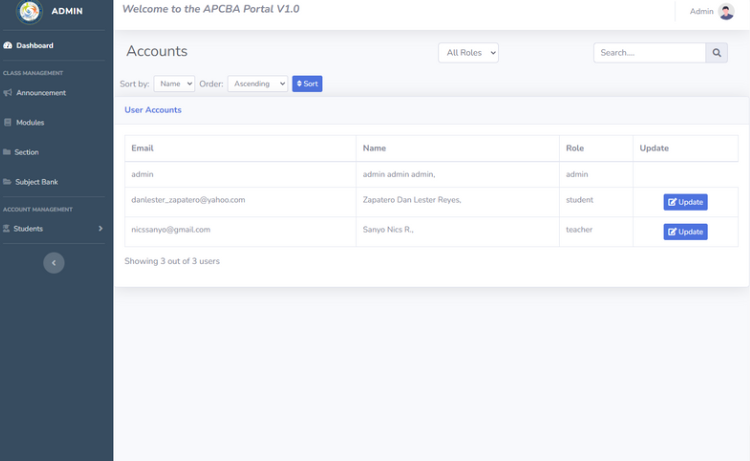 ADMIN
Welcome to the APCBA Portal V1.0
Admin
Dashboard
CLASS MANAGEMENT
Announcement
Modules
Section
Subject Bank
ACCOUNT MANAGEMENT
Students
Accounts
All Roles
Search....
Sort by: Name Order: Ascending Sort
User Accounts
Email Name Role Update
admin admin admin admin, admin
danlester_zapatero@yahoo.com Zapatero Dan Lester Reyes, student Update
nicssanyo@gmail.com Sanyo Nics R., teacher Update
Showing 3 out of 3 users